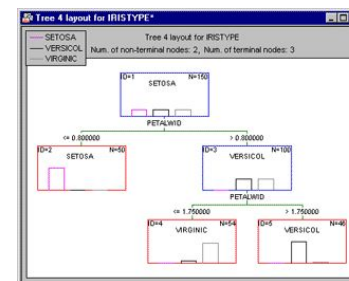 Tree 4 layout for IRISTYPE*
SETOSA
VERSICOL
VIRGINIC
Tree 4 layout for IRISTYPE
Num. of non-terminal nodes: 2, Num. of terminal nodes: 3
ID=1 N=150
SETOSA
PETALWID
<= 0.800000 > 0.800000
ID=2 N=50 ID=3 N=100
SETOSA VERSICOL
PETALWID
<= 1.750000 > 1.750000
ID=4 N=54 ID=5 N=46
VIRGINIC VERSICOL